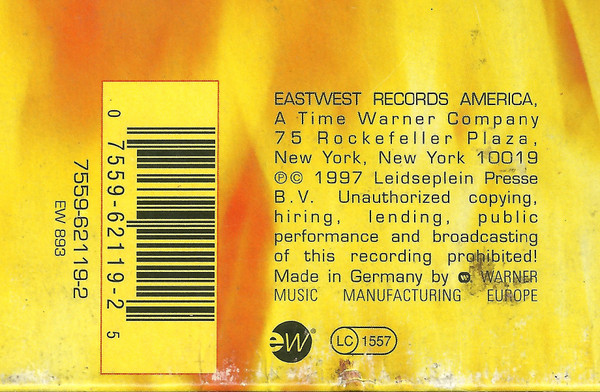 0 7559-62119-2 5
7559-62119-2
EW 893
EASTWEST RECORDS AMERICA,
A Time Warner Company
75 Rockefeller Plaza,
New York, New York 10019
℗© 1997 Leidseplein Presse
B.V. Unauthorized copying,
hiring, lending, public
performance and broadcasting
of this recording prohibited!
Made in Germany by WARNER
MUSIC MANUFACTURING EUROPE
ew®
LC 1557